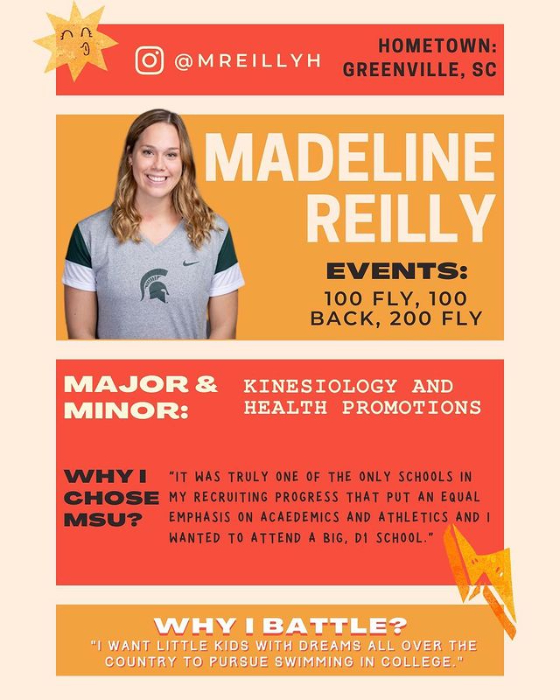 @MREILLYH
HOMETOWN:
GREENVILLE, SC
MADELINE
REILLY
EVENTS:
100 FLY, 100
BACK, 200 FLY
MAJOR &
MINOR:
KINESIOLOGY AND
HEALTH PROMOTIONS
WHY I
CHOSE
MSU?
"IT WAS TRULY ONE OF THE ONLY SCHOOLS IN
MY RECRUITING PROGRESS THAT PUT AN EQUAL
EMPHASIS ON ACAEDEMICS AND ATHLETICS AND I
WANTED TO ATTEND A BIG, D1 SCHOOL."
WHY I BATTLE?
"I WANT LITTLE KIDS WITH DREAMS ALL OVER THE
COUNTRY TO PURSUE SWIMMING IN COLLEGE."